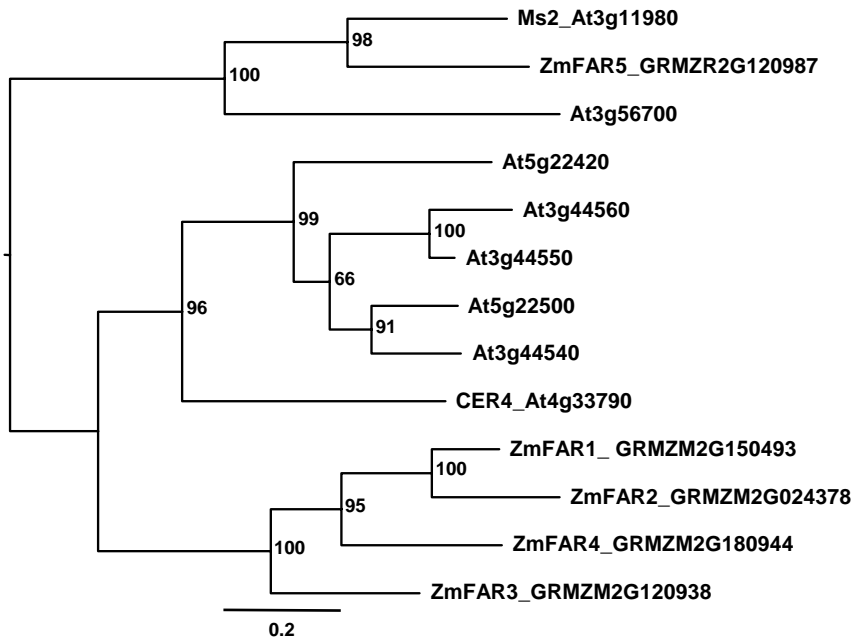 Ms2_At3g11980
98
ZmFAR5_GRMZR2G120987
100
At3g56700
At5g22420
At3g44560
99
100
At3g44550
66
At5g22500
96
91
At3g44540
CER4_At4g33790
ZmFAR1_ GRMZM2G150493
100
ZmFAR2_GRMZM2G024378
95
ZmFAR4_GRMZM2G180944
100
ZmFAR3_GRMZM2G120938
0.2